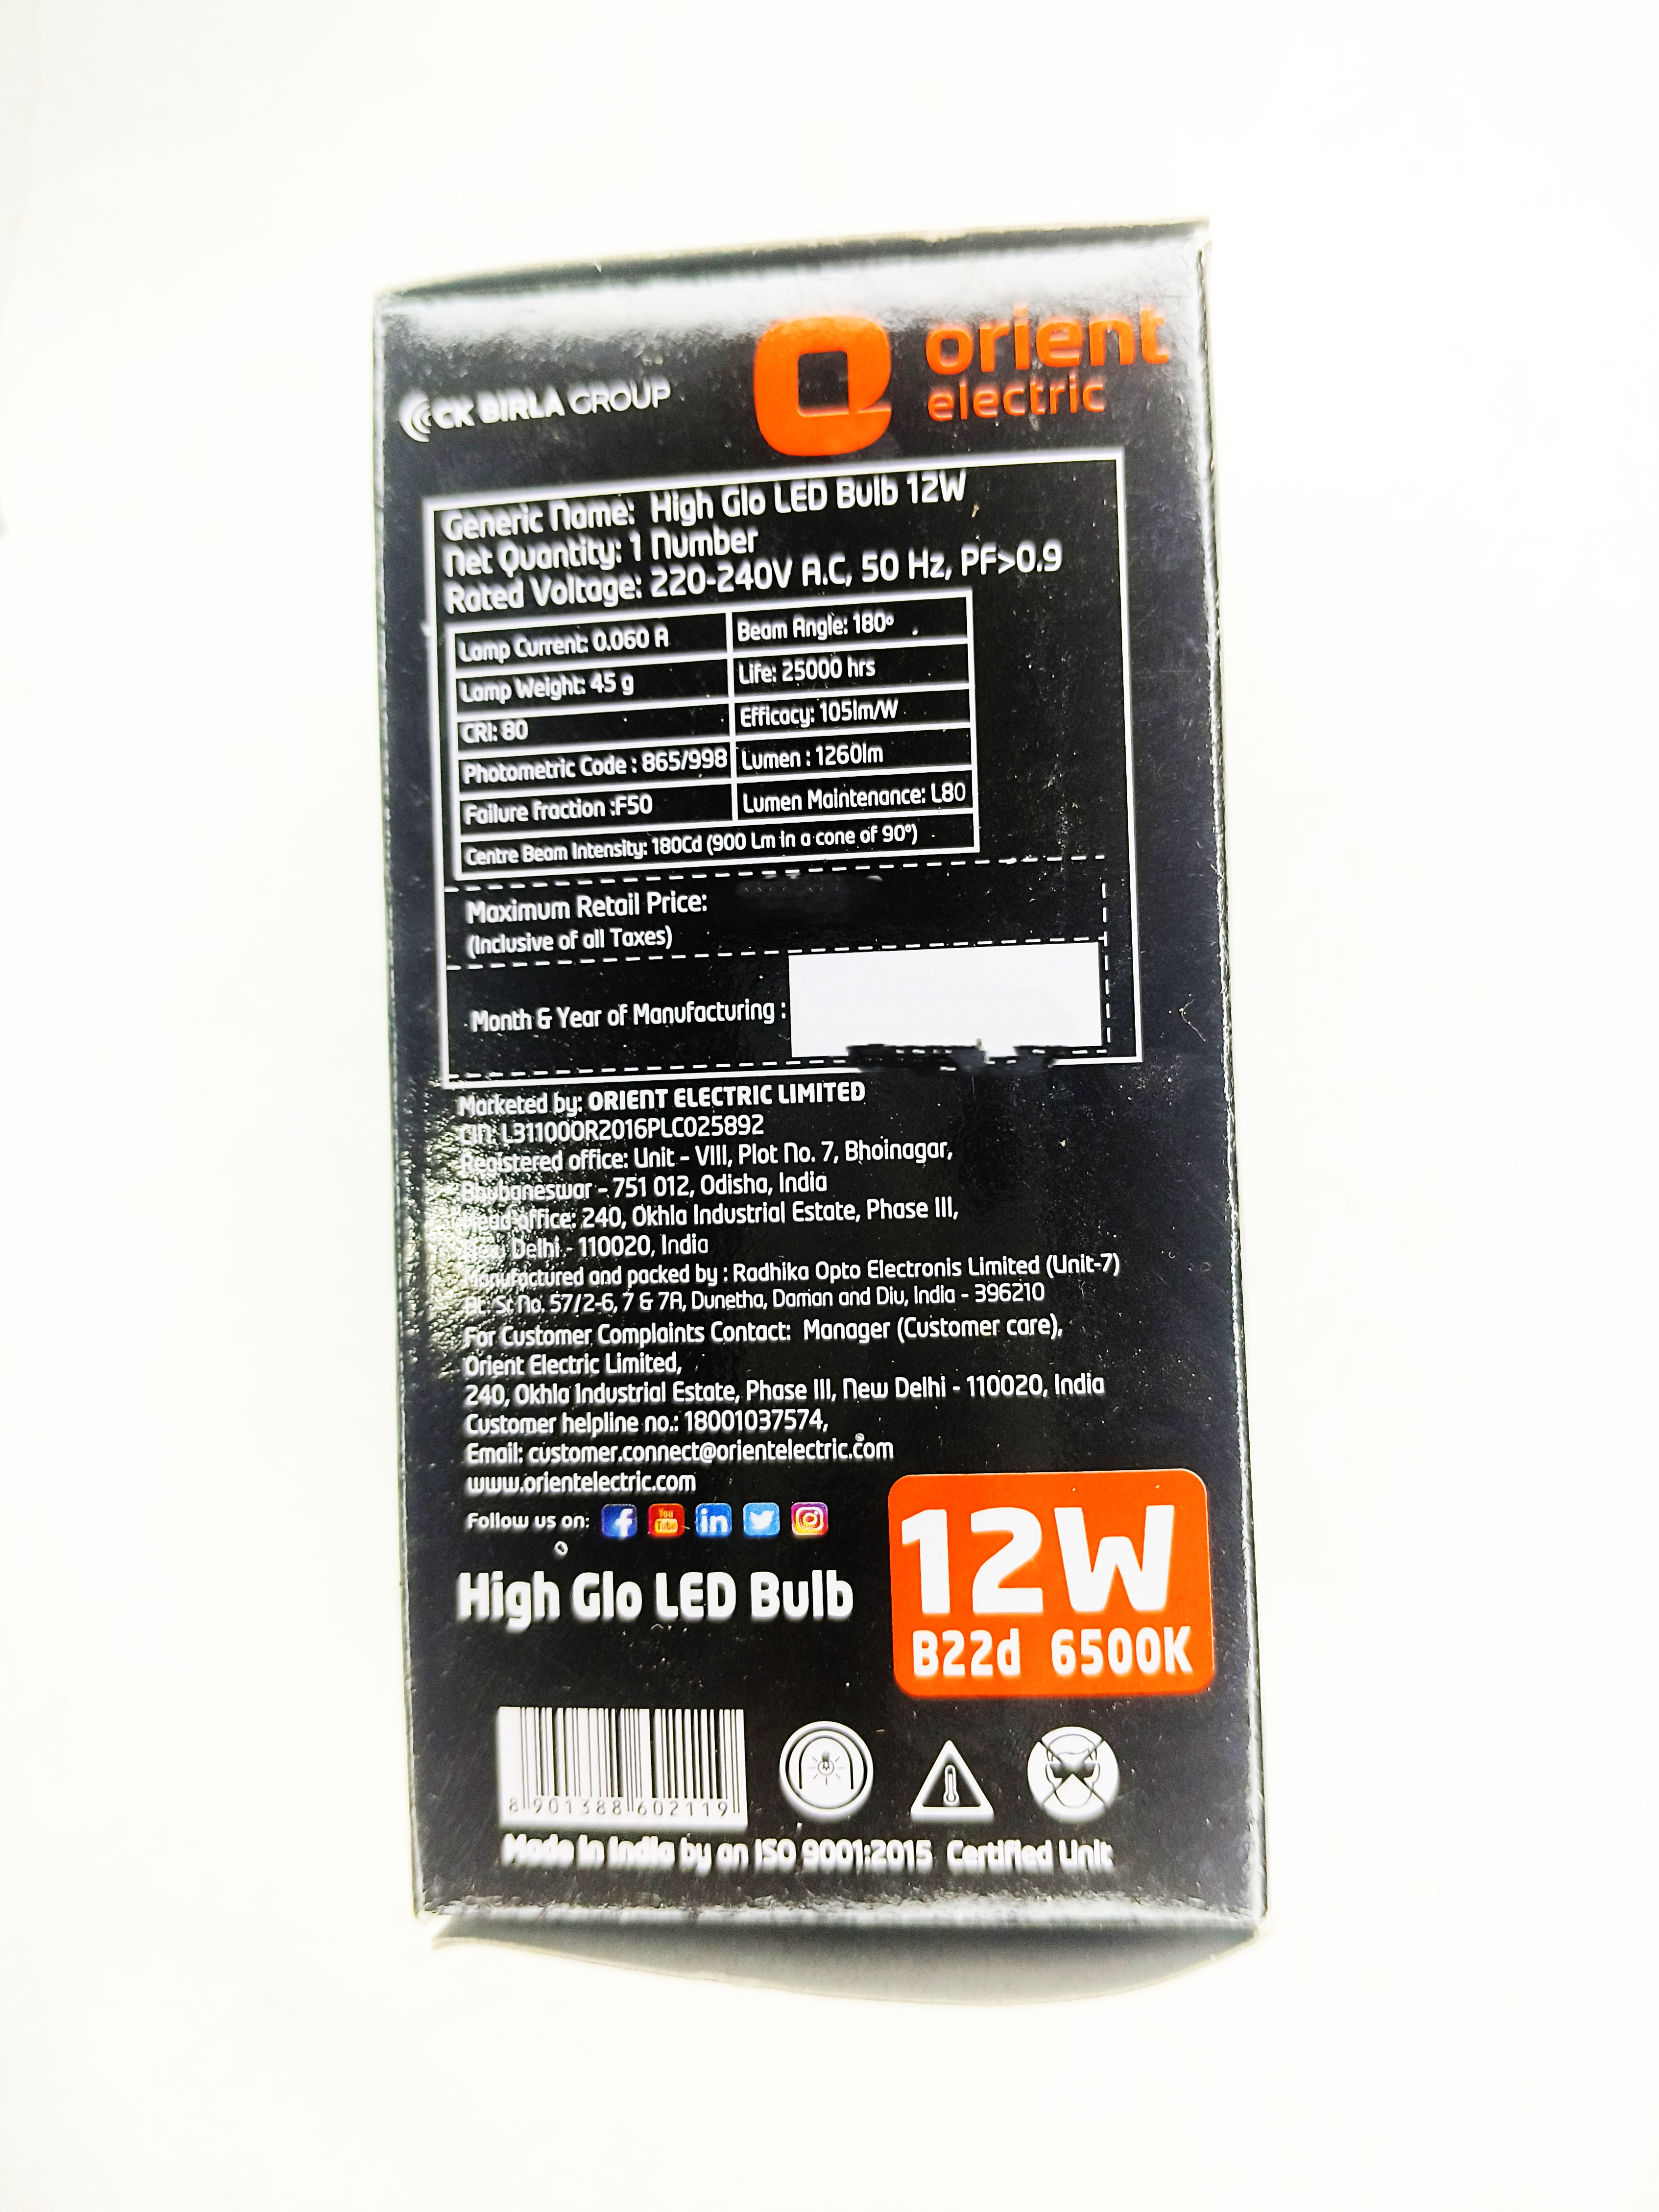 CK BIRLA GROUP
orient
electric
Generic Name: High Glo LED Bulb 12W
Net Quantity: 1 Number
Rated Voltage: 220-240V A.C, 50 Hz, PF>0.9
Lamp Current: 0.060 A Beam Angle: 180°
Lamp Weight: 45 g Life: 25000 hrs
CRI: 80 Efficacy: 105lm/W
Photometric Code : 865/998 Lumen : 1260lm
Failure fraction :F50 Lumen Maintenance: L80
Centre Beam Intensity: 180Cd (900 Lm in a cone of 90°)
Maximum Retail Price:
(Inclusive of all Taxes)
Month & Year of Manufacturing :
Marketed by: ORIENT ELECTRIC LIMITED
CIN: L31100OR2016PLC025892
Registered office: Unit - VIII, Plot No. 7, Bhoinagar,
Bhubaneswar - 751 012, Odisha, India
Head office: 240, Okhla Industrial Estate, Phase III,
New Delhi - 110020, India
Manufactured and packed by : Radhika Opto Electronis Limited (Unit-7)
At: Sr No. 57/2-6, 7 & 7A, Dunetha, Daman and Diu, India - 396210
For Customer Complaints Contact: Manager (Customer care),
Orient Electric Limited,
240, Okhla Industrial Estate, Phase III, New Delhi - 110020, India
Customer helpline no.: 18001037574,
Email: customer.connect@orientelectric.com
www.orientelectric.com
Follow us on: f You Tube in
High Glo LED Bulb
12W
B22d 6500K
8 901388 602119
Made in India by an ISO 9001:2015 Certified Unit